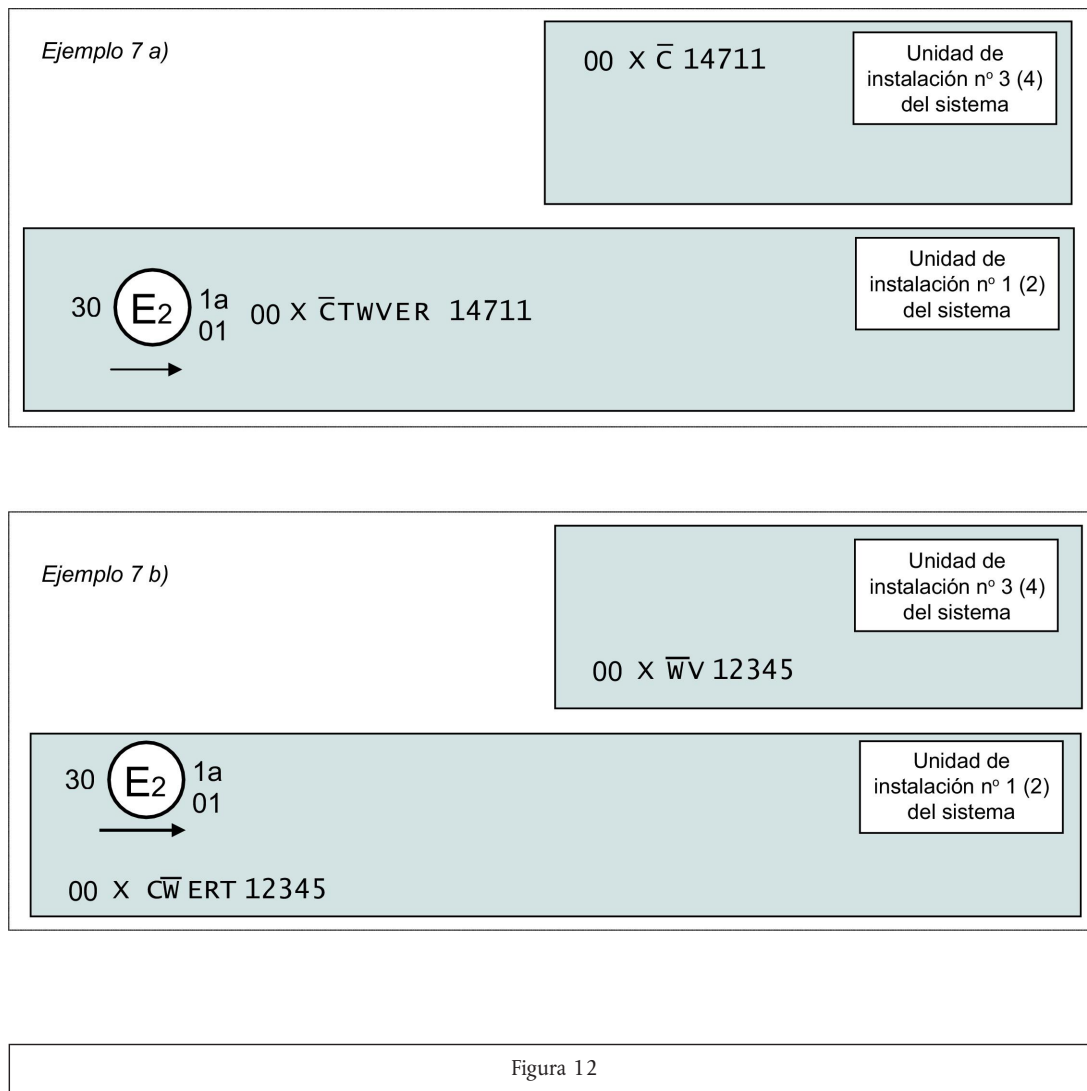 Ejemplo 7 a)
00 X C̅ 14711
Unidad de
instalación nº 3 (4)
del sistema
30 E2 1a
01
00 X C̅TWVER 14711
Unidad de
instalación nº 1 (2)
del sistema
Ejemplo 7 b)
Unidad de
instalación nº 3 (4)
del sistema
00 X W̅V 12345
30 E2 1a
01
Unidad de
instalación nº 1 (2)
del sistema
00 X CW̅ ERT 12345
Figura 12